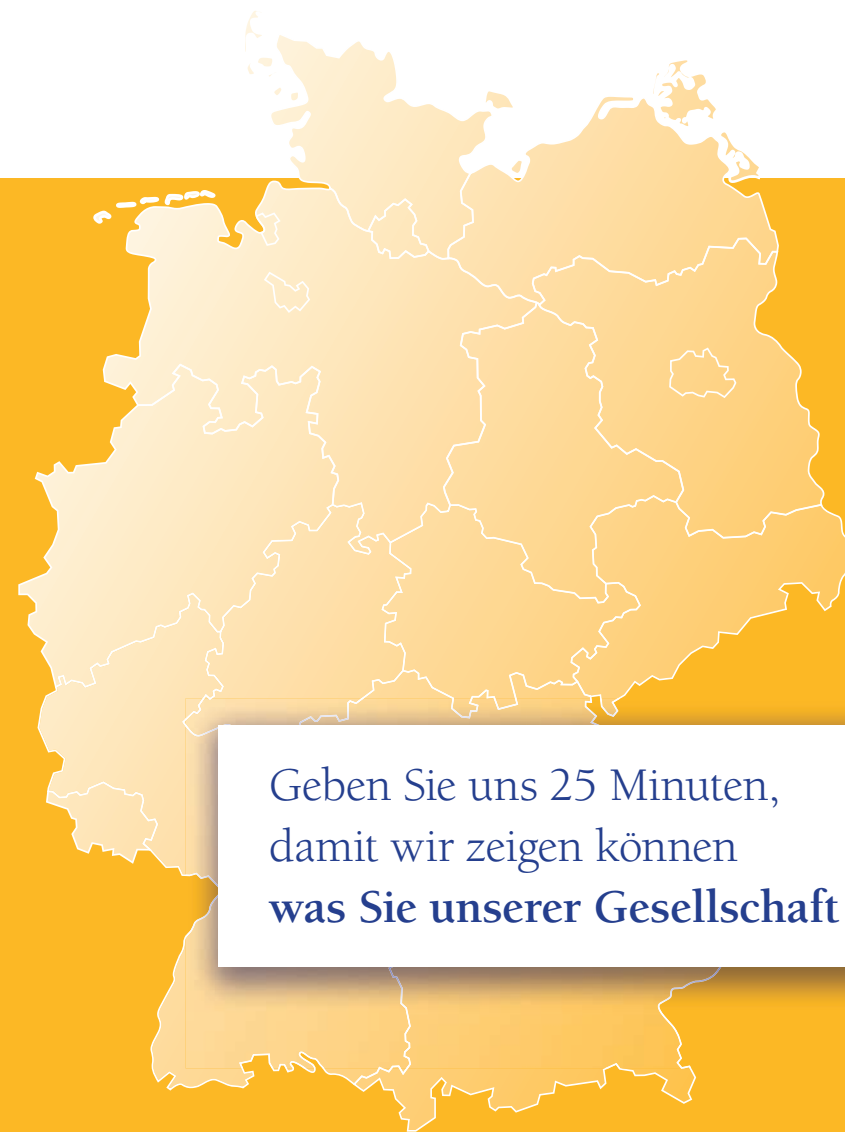 Geben Sie uns 25 Minuten,
damit wir zeigen können
was Sie unserer Gesellschaft